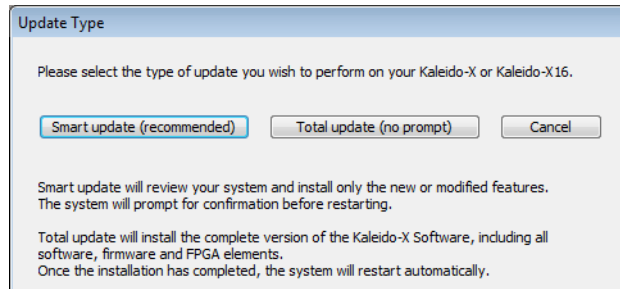 Update Type
Please select the type of update you wish to perform on your Kaleido-X or Kaleido-X16.
Smart update (recommended) Total update (no prompt) Cancel
Smart update will review your system and install only the new or modified features.
The system will prompt for confirmation before restarting.
Total update will install the complete version of the Kaleido-X Software, including all
software, firmware and FPGA elements.
Once the installation has completed, the system will restart automatically.